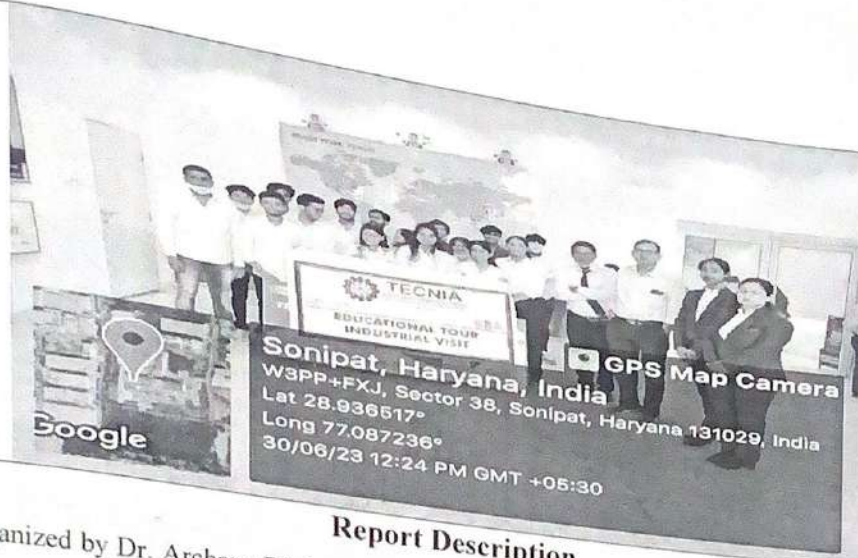 TECNIA
EDUCATIONAL TOUR
INDUSTRIAL VISIT
GPS Map Camera
Sonipat, Haryana, India
W3PP+FXJ, Sector 38, Sonipat, Haryana 131029, India
Lat 28.936517°
Long 77.087236°
30/06/23 12:24 PM GMT +05:30
Google
Report Description
anized by Dr. Archana